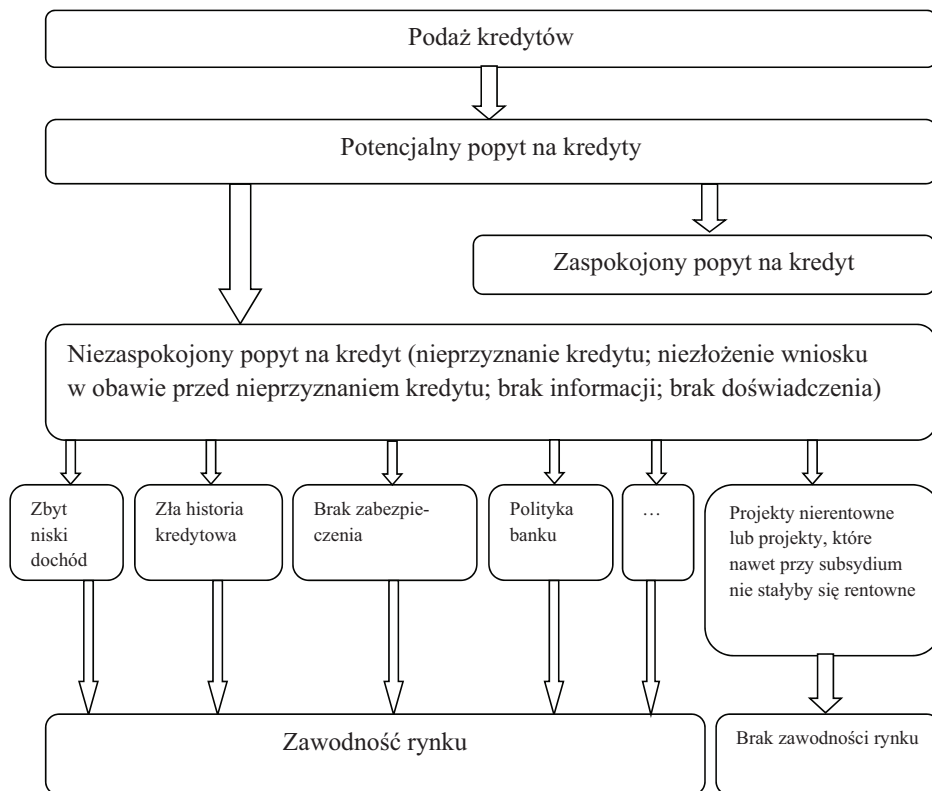 Podaż kredytów
Potencjalny popyt na kredyty
Zaspokojony popyt na kredyt
Niezaspokojony popyt na kredyt (nieprzyznanie kredytu; niezłożenie wniosku
w obawie przed nieprzyznaniem kredytu; brak informacji; brak doświadczenia)
Zbyt
niski
dochód
Zła historia
kredytowa
Brak zabezpie-
czenia
Polityka
banku
…
Projekty nierentowne
lub projekty, które
nawet przy subsydium
nie stałyby się rentowne
Zawodność rynku
Brak zawodności rynku